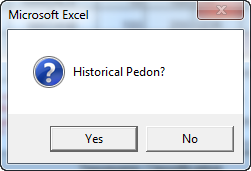 Microsoft Excel
Historical Pedon?
Yes
No